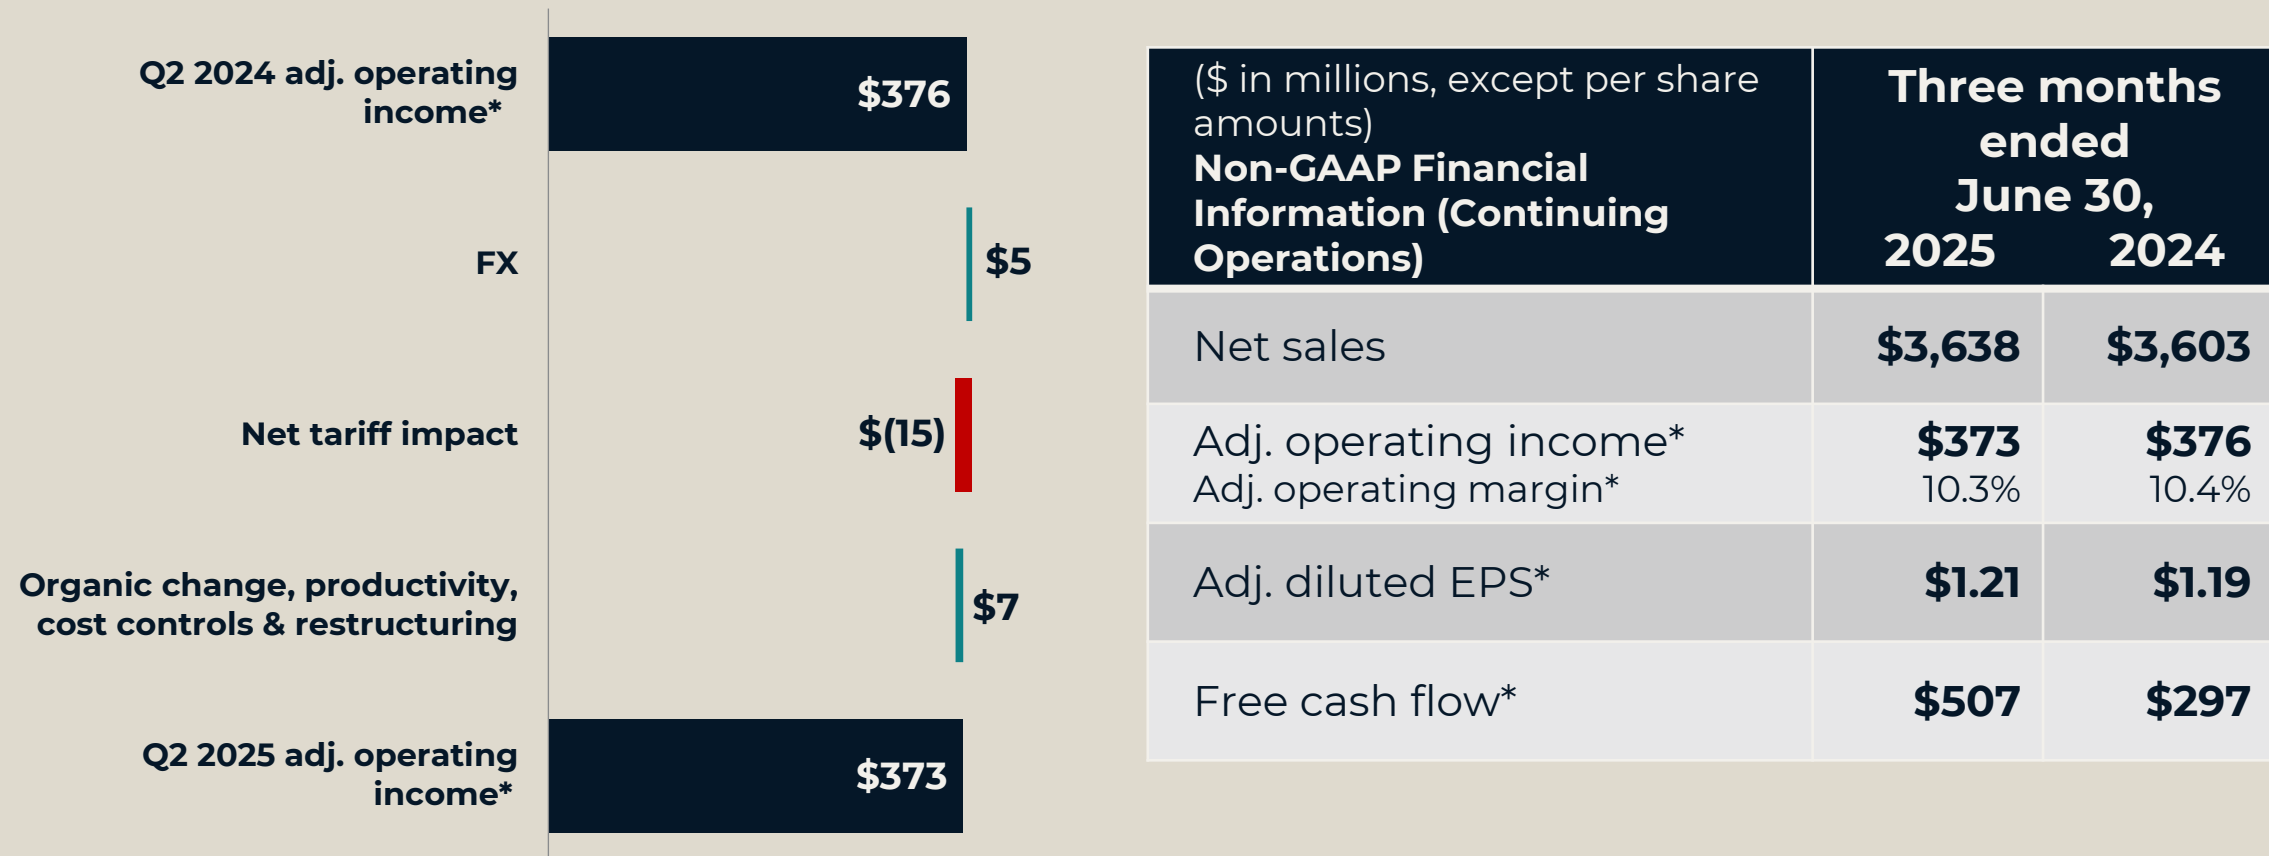 Q2 2024 adj. operating
income*
$376
FX
$5
Net tariff impact
$(15)
Organic change, productivity,
cost controls & restructuring
$7
Q2 2025 adj. operating
income*
$373
($ in millions, except per share
amounts)
Non-GAAP Financial
Information (Continuing
Operations)
Three months
ended
June 30,
2025 2024
Net sales $3,638 $3,603
Adj. operating income* $373 $376
Adj. operating margin* 10.3% 10.4%
Adj. diluted EPS* $1.21 $1.19
Free cash flow* $507 $297